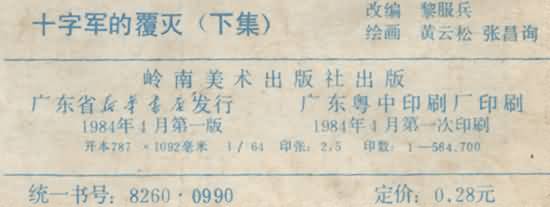 十字军的覆灭（下集）
改编 黎服兵
绘画 黄云松 张昌询
岭南美术出版社出版
广东省新华书店发行 广东粤中印刷厂印刷
1984年4月第一版 1984年4月第一次印刷
开本787×1092毫米 1/64 印张：2.5 印数：1—564.700
统一书号：8260·0990 定价：0.28元